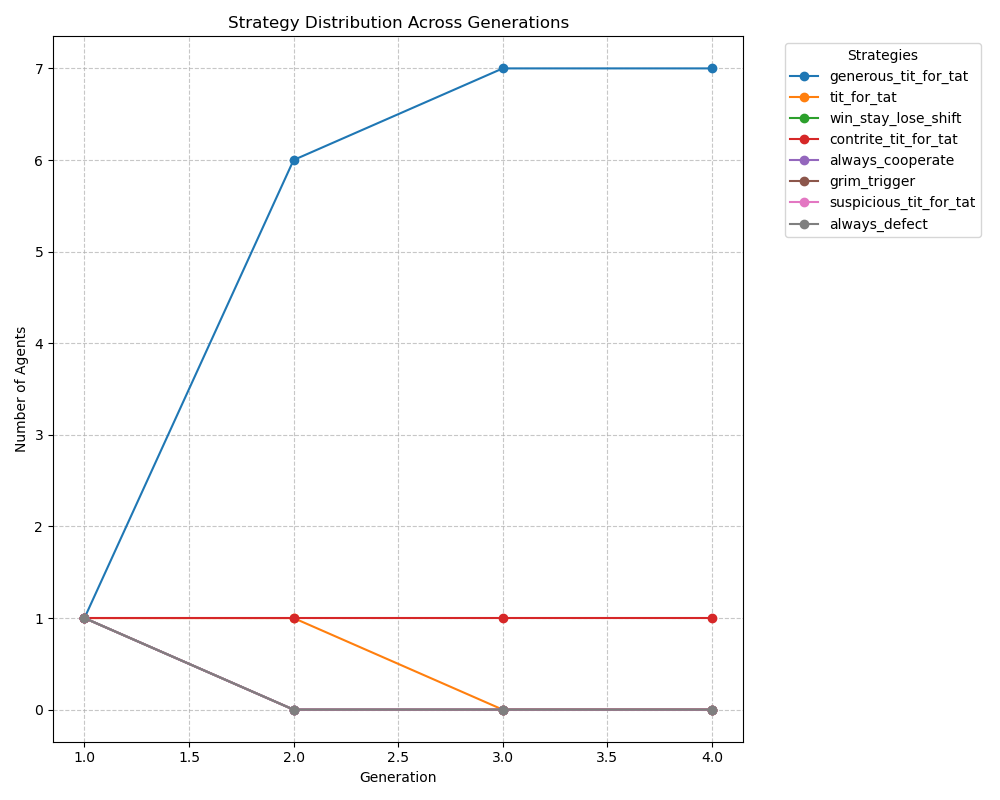 Strategy Distribution Across Generations
Number of Agents
7
6
5
4
3
2
1
0
1.0 1.5 2.0 2.5 3.0 3.5 4.0
Generation
Strategies
generous_tit_for_tat
tit_for_tat
win_stay_lose_shift
contrite_tit_for_tat
always_cooperate
grim_trigger
suspicious_tit_for_tat
always_defect